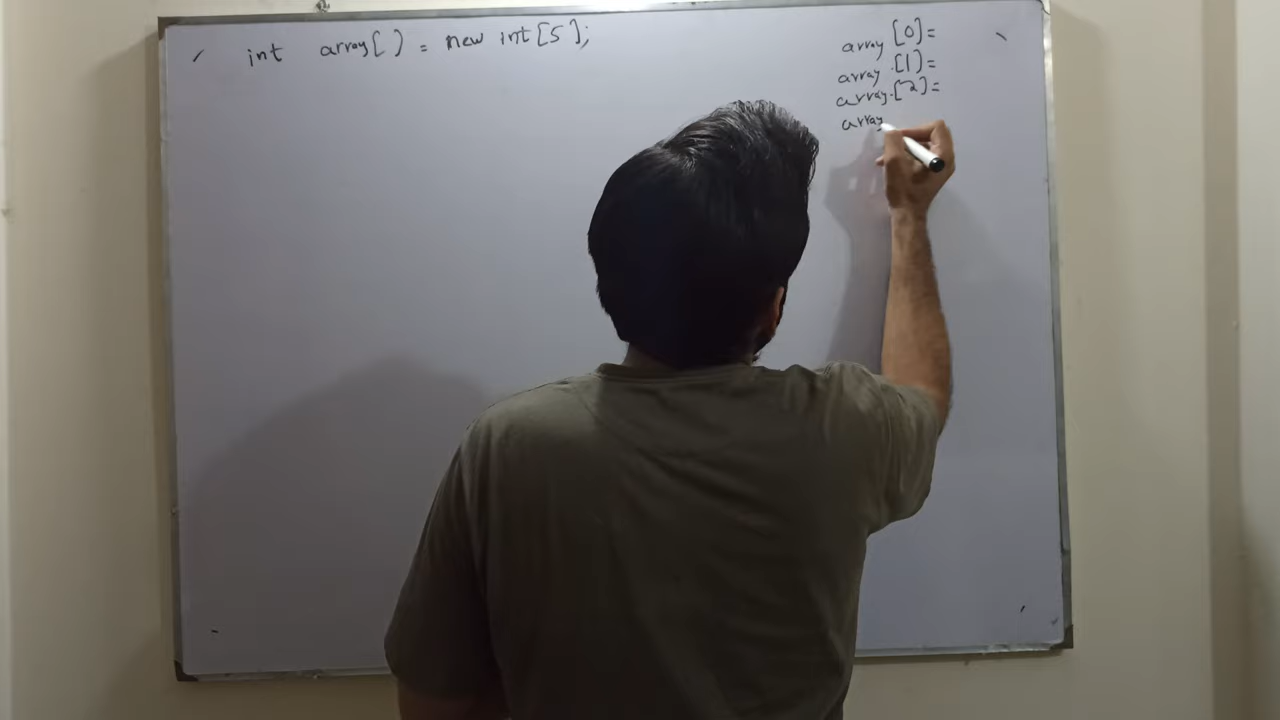 int array[] = new int[5];
array [0]=
array [1]=
array [2]=
array